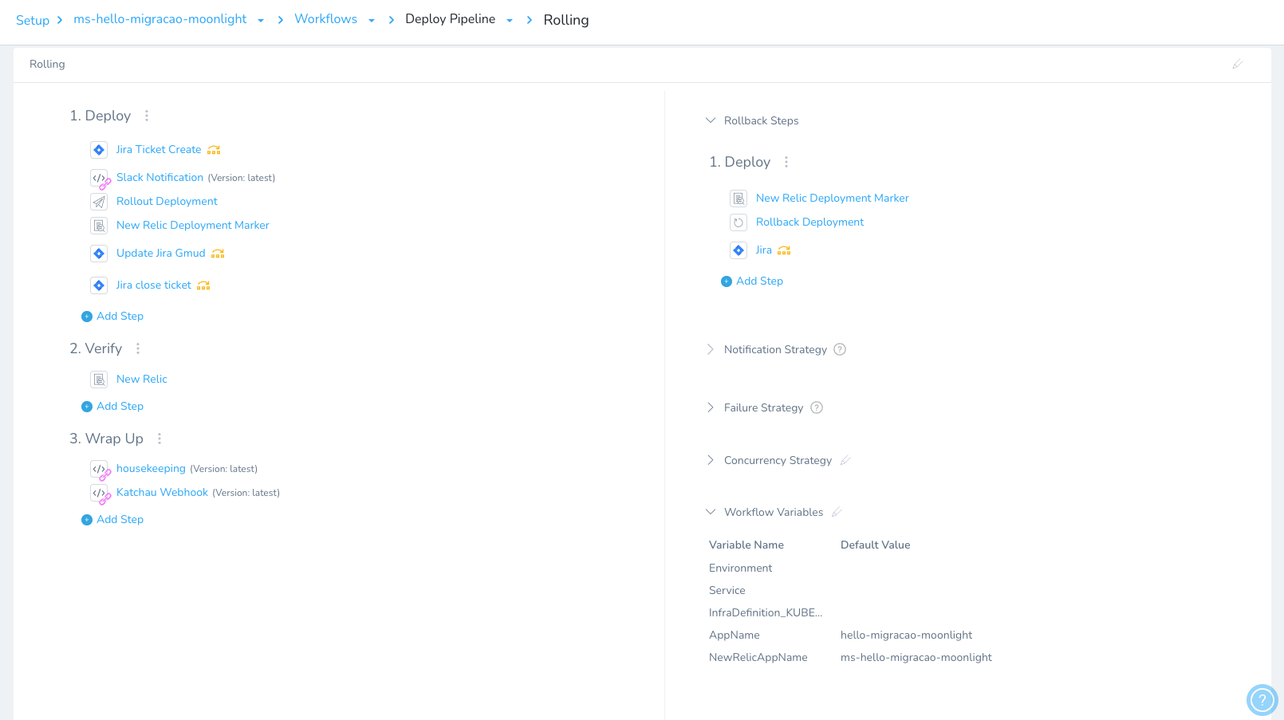 Setup ms-hello-migracao-moonlight Workflows Deploy Pipeline Rolling
Rolling
1. Deploy
Jira Ticket Create
Slack Notification (Version: latest)
Rollout Deployment
New Relic Deployment Marker
Update Jira Gmud
Jira close ticket
Add Step
2. Verify
New Relic
Add Step
3. Wrap Up
housekeeping (Version: latest)
Katchau Webhook (Version: latest)
Add Step
Rollback Steps
1. Deploy
New Relic Deployment Marker
Rollback Deployment
Jira
Add Step
Notification Strategy ?
Failure Strategy ?
Concurrency Strategy
Workflow Variables
Variable Name Default Value
Environment
Service
InfraDefinition_KUBE...
AppName hello-migracao-moonlight
NewRelicAppName ms-hello-migracao-moonlight
?